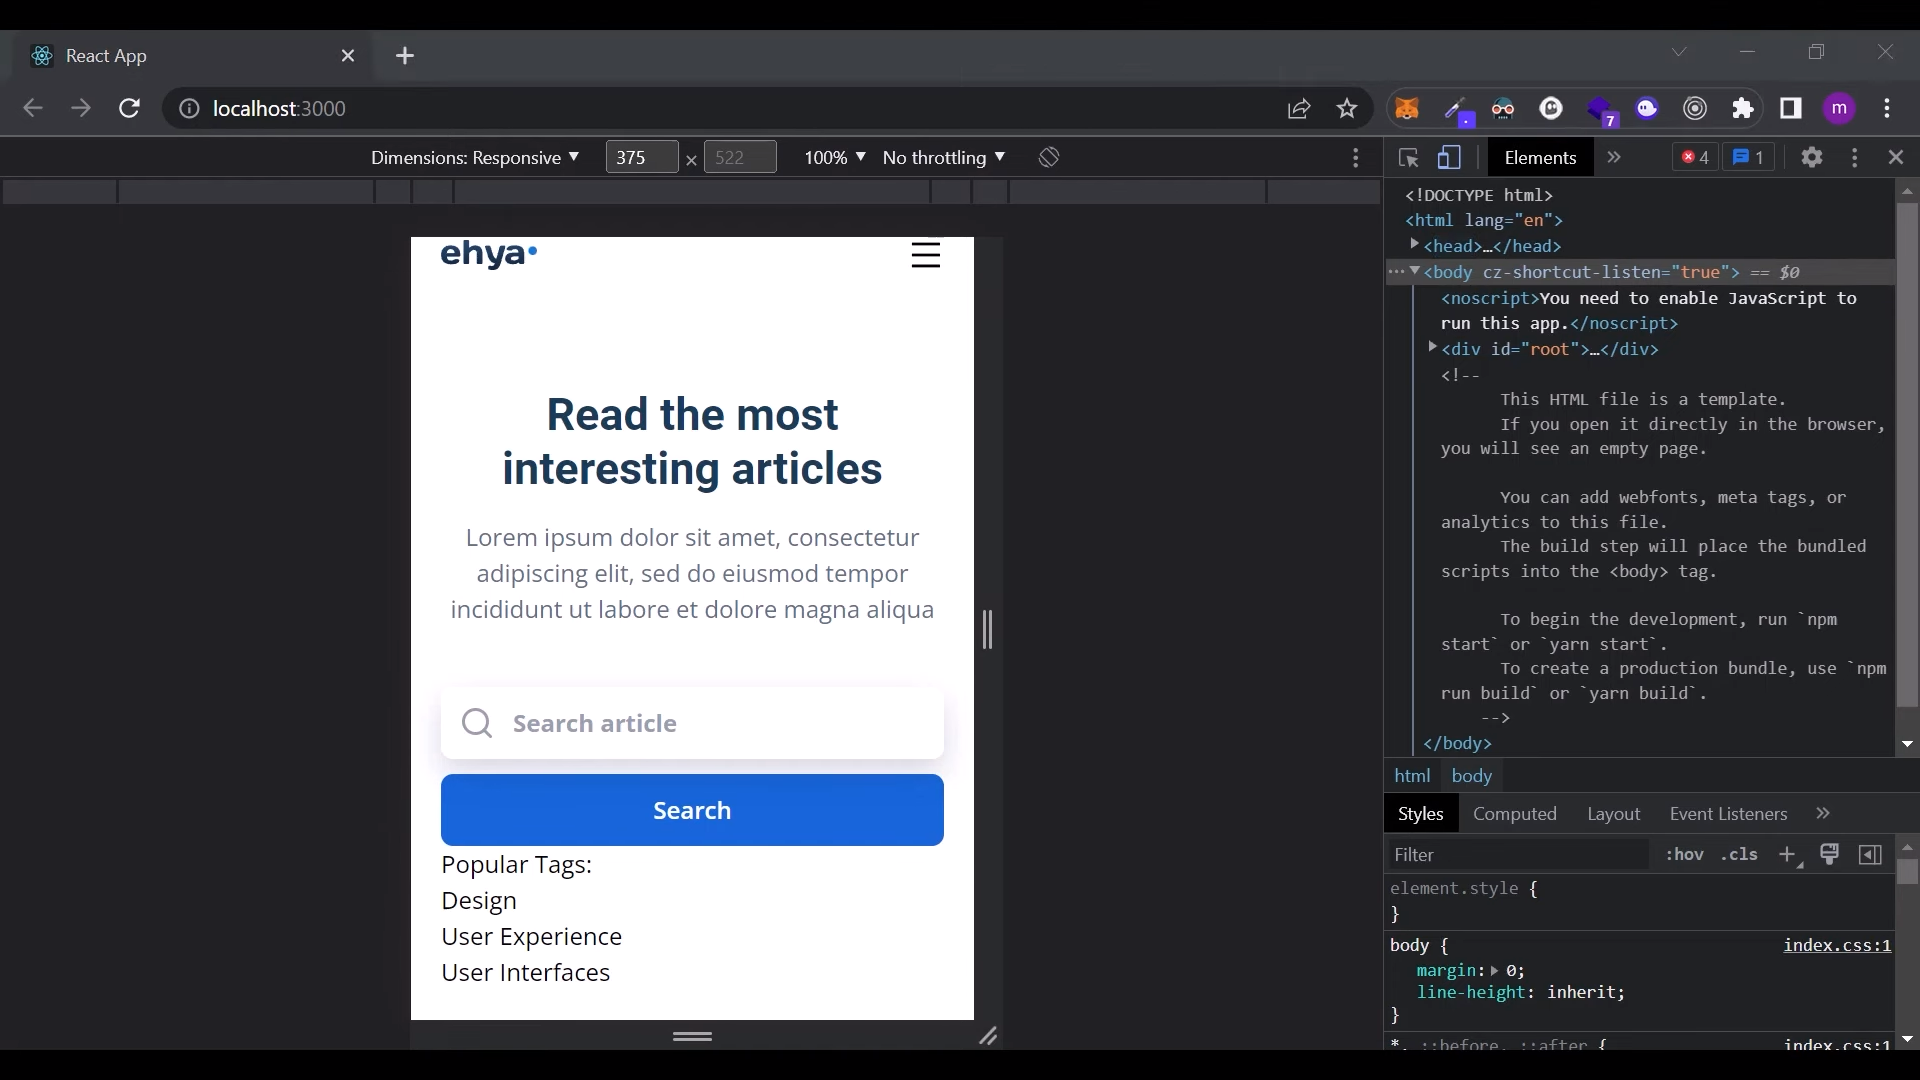 React App
localhost:3000
7
m
Dimensions: Responsive
375
×
522
100%
No throttling
Elements
4
1
ehya
Read the most
interesting articles
Lorem ipsum dolor sit amet, consectetur
adipiscing elit, sed do eiusmod tempor
incididunt ut labore et dolore magna aliqua
Search article
Search
Popular Tags:
Design
User Experience
User Interfaces
<!DOCTYPE html>
<html lang="en">
<head>…</head>
<body cz-shortcut-listen="true"> == $0
<noscript>You need to enable JavaScript to
run this app.</noscript>
<div id="root">…</div>
<!--
This HTML file is a template.
If you open it directly in the browser,
you will see an empty page.
You can add webfonts, meta tags, or
analytics to this file.
The build step will place the bundled
scripts into the <body> tag.
To begin the development, run `npm
start` or `yarn start`.
To create a production bundle, use `npm
run build` or `yarn build`.
-->
</body>
html body
Styles Computed Layout Event Listeners
Filter :hov .cls
element.style {
}
body { index.css:1
margin: 0;
line-height: inherit;
}
*, ::before, ::after { index.css:1